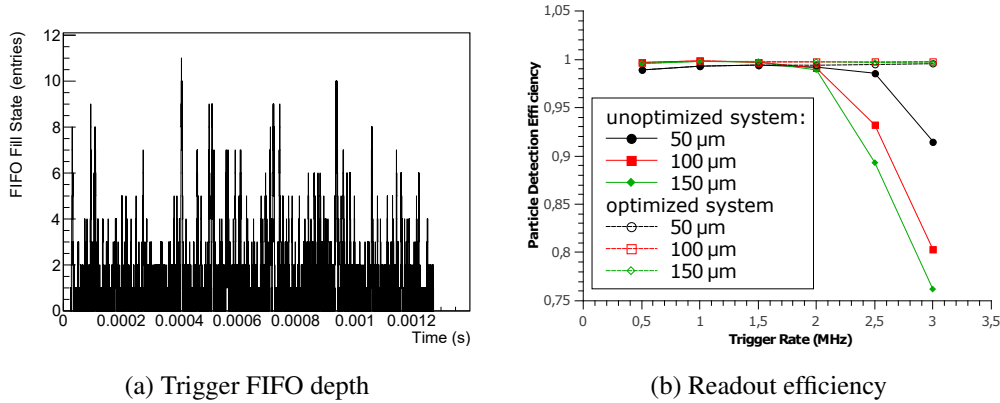 FIFO Fill State (entries)
12
10
8
6
4
2
0
0
0.0002
0.0004
0.0006
0.0008
0.001
0.0012
Time (s)
(a) Trigger FIFO depth
Particle Detection Efficiency
1,05
1
0,95
0,9
0,85
0,8
0,75
unoptimized system:
50 µm
100 µm
150 µm
optimized system
50 µm
100 µm
150 µm
0
0,5
1
1,5
2
2,5
3
3,5
Trigger Rate (MHz)
(b) Readout efficiency